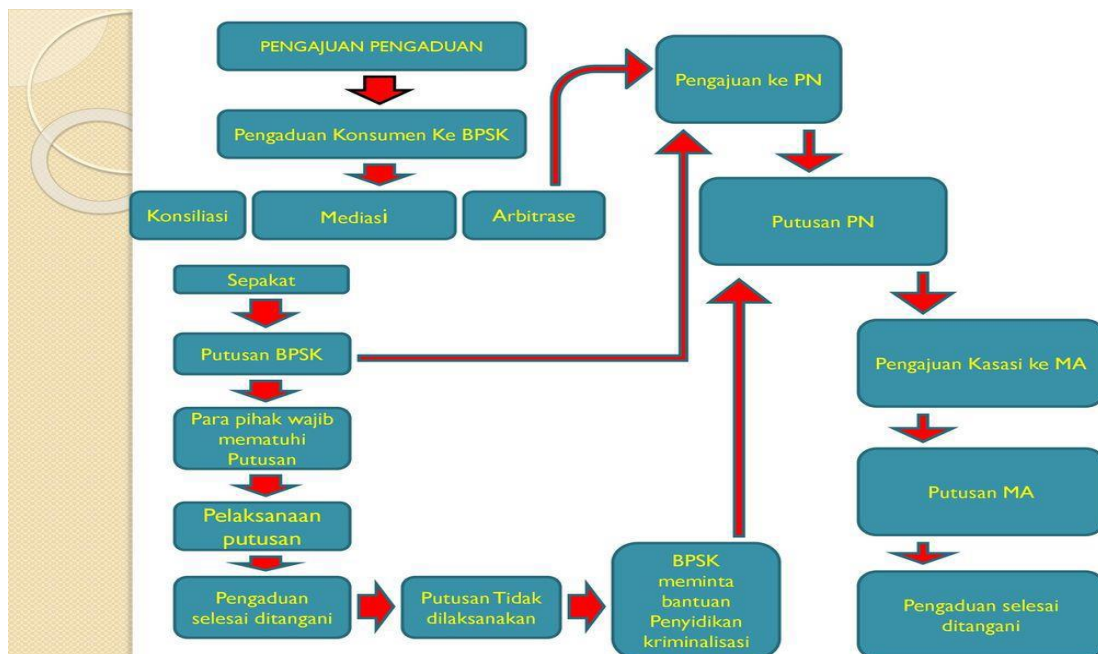 PENGAJUAN PENGADUAN
Pengaduan Konsumen Ke BPSK
Konsiliasi
Mediasi
Arbitrase
Sepakat
Putusan BPSK
Para pihak wajib
mematuhi
Putusan
Pelaksanaan
putusan
Pengaduan
selesai ditangani
Putusan Tidak
dilaksanakan
BPSK
meminta
bantuan
Penyidikan
kriminalisasi
Pengajuan ke PN
Putusan PN
Pengajuan Kasasi ke MA
Putusan MA
Pengaduan selesai
ditangani